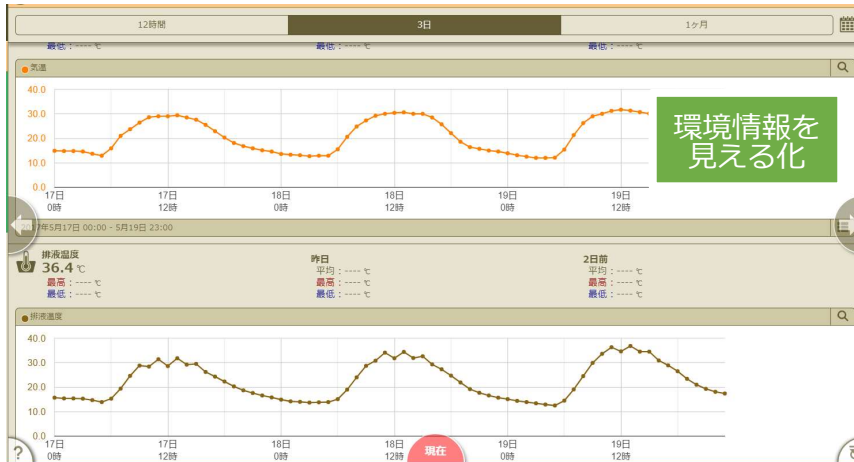 12時間
3日
1ヶ月
最低：---- ℃
最低：---- ℃
最低：---- ℃
気温
40.0
30.0
20.0
10.0
0.0
17日
0時
17日
12時
18日
0時
18日
12時
19日
0時
19日
12時
環境情報を
見える化
年5月17日 00:00 - 5月19日 23:00
排液温度
36.4 ℃
最高：---- ℃
最低：---- ℃
昨日
平均：---- ℃
最高：---- ℃
最低：---- ℃
2日前
平均：---- ℃
最高：---- ℃
最低：---- ℃
排液温度
40.0
30.0
20.0
10.0
0.0
17日
0時
17日
12時
18日
0時
18日
12時
19日
0時
19日
12時
?
現在